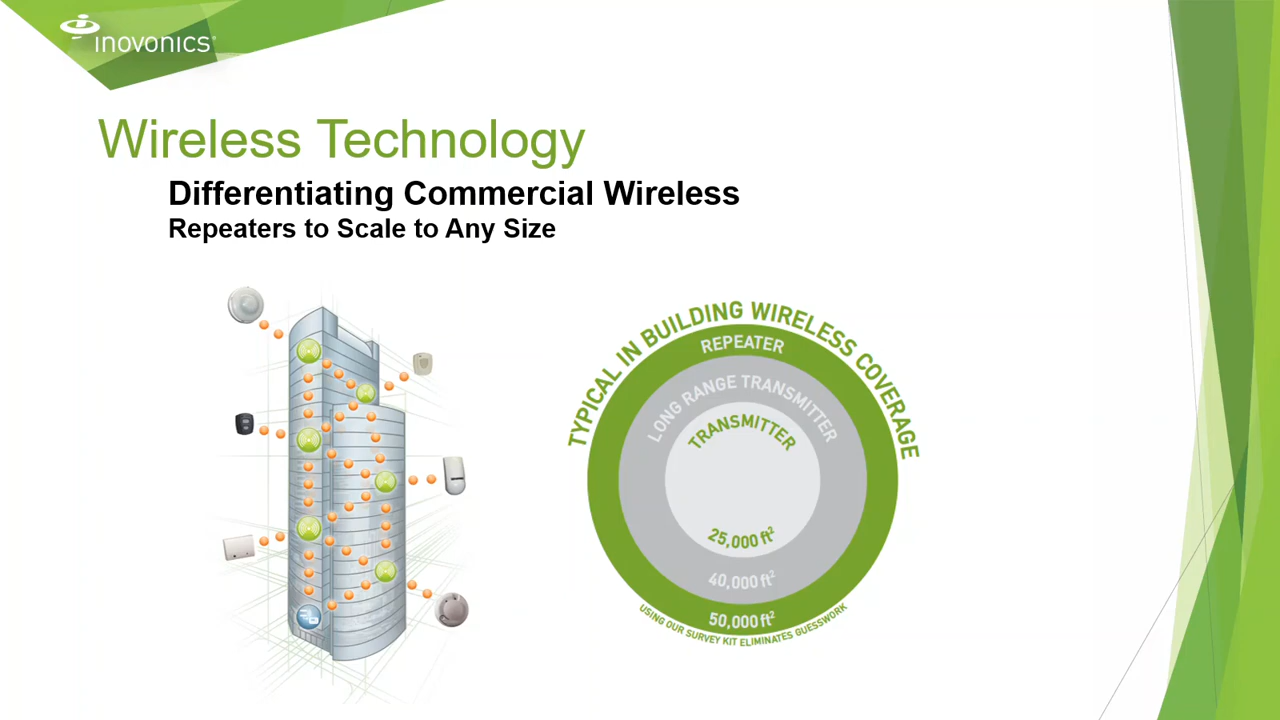 inovonics
Wireless Technology
Differentiating Commercial Wireless
Repeaters to Scale to Any Size
TYPICAL IN BUILDING WIRELESS COVERAGE
REPEATER
LONG RANGE TRANSMITTER
TRANSMITTER
25,000 ft²
40,000 ft²
50,000 ft²
USING OUR SURVEY KIT ELIMINATES GUESSWORK